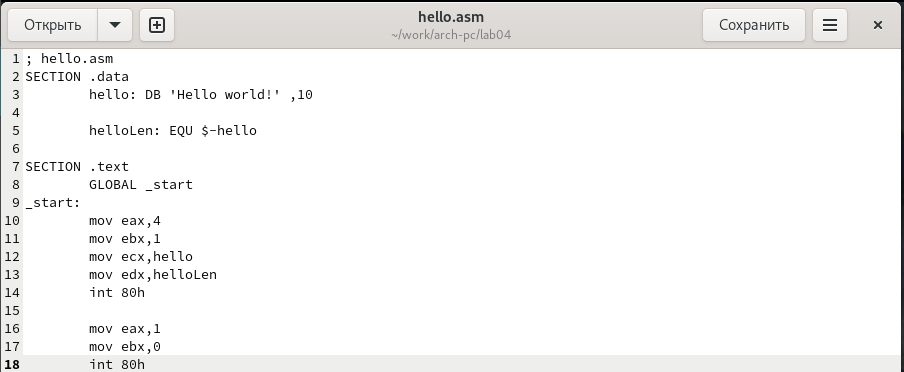 Открыть
hello.asm
~/work/arch-pc/lab04
Сохранить
1 ; hello.asm
2 SECTION .data
3         hello: DB 'Hello world!' ,10
4
5         helloLen: EQU $-hello
6
7 SECTION .text
8         GLOBAL _start
9 _start:
10         mov eax,4
11         mov ebx,1
12         mov ecx,hello
13         mov edx,helloLen
14         int 80h
15
16         mov eax,1
17         mov ebx,0
18         int 80h